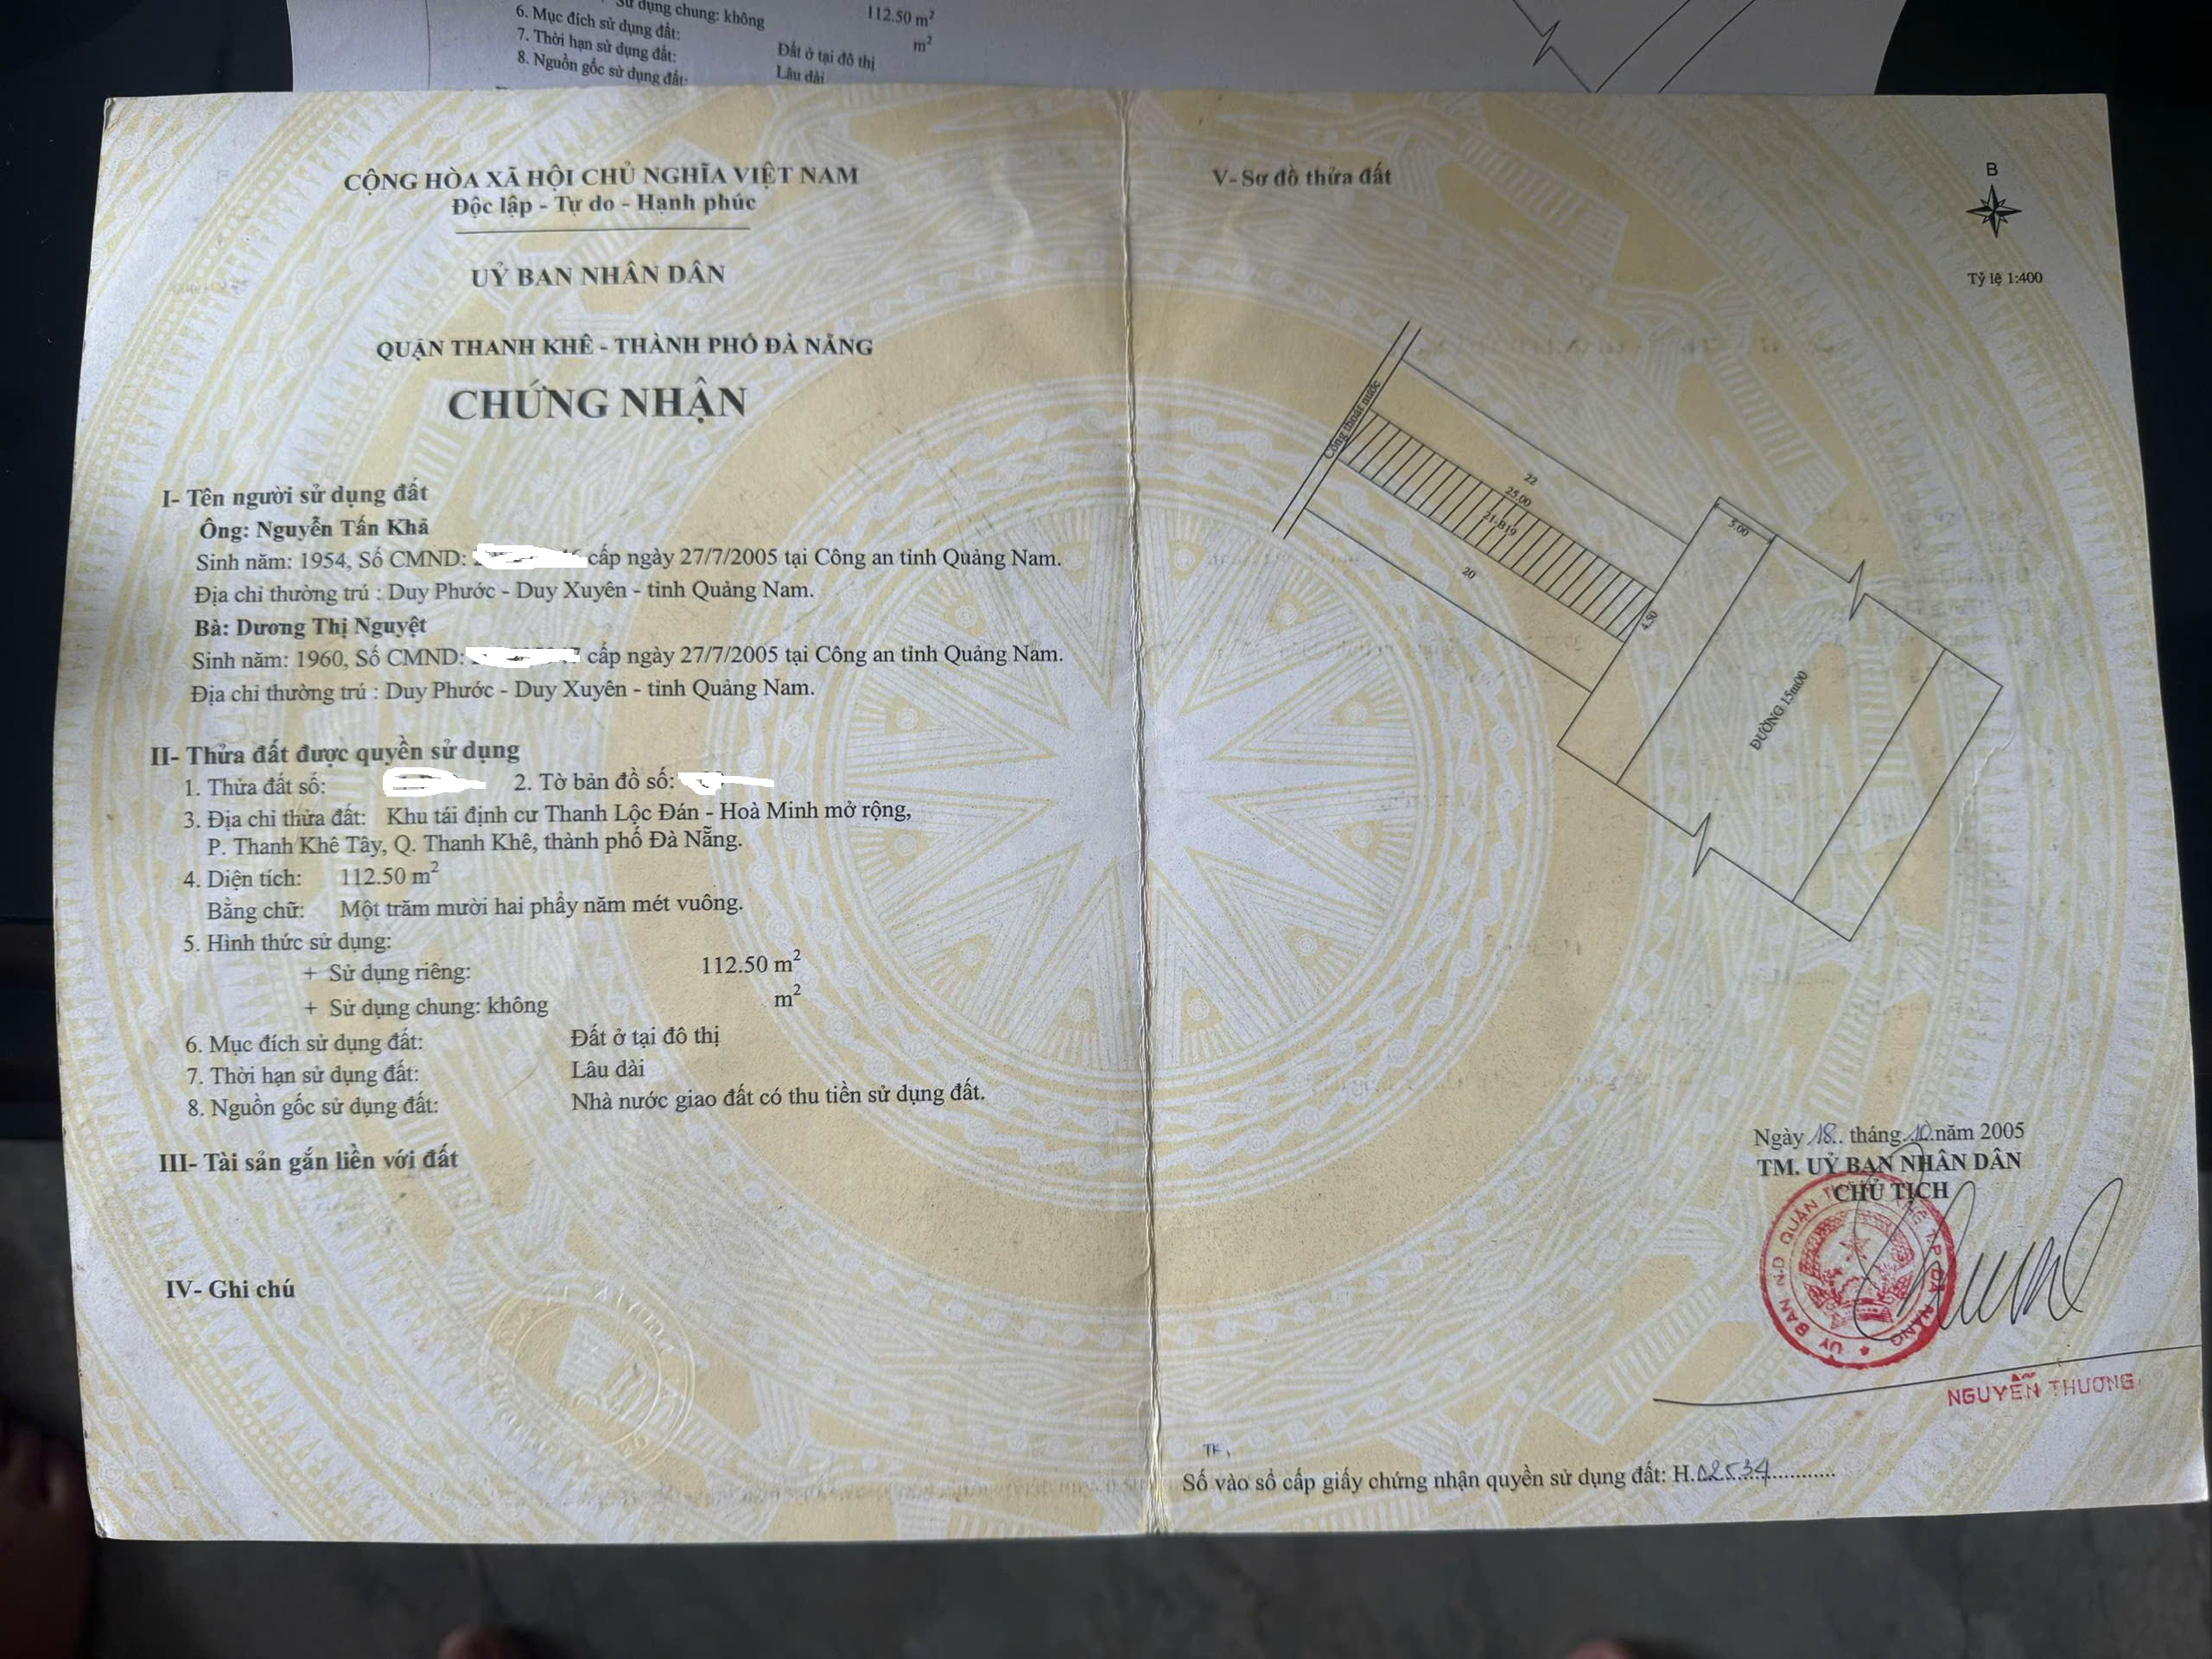 Sử dụng chung: không
112.50 m²
6. Mục đích sử dụng đất:
m²
7. Thời hạn sử dụng đất:
Đất ở tại đô thị
8. Nguồn gốc sử dụng đất:
Lâu dài
CỘNG HÒA XÃ HỘI CHỦ NGHĨA VIỆT NAM
Độc lập - Tự do - Hạnh phúc
UỶ BAN NHÂN DÂN
QUẬN THANH KHÊ - THÀNH PHỐ ĐÀ NẴNG
CHỨNG NHẬN
I- Tên người sử dụng đất
Ông: Nguyễn Tấn Khả
Sinh năm: 1954, Số CMND: cấp ngày 27/7/2005 tại Công an tỉnh Quảng Nam.
Địa chỉ thường trú : Duy Phước - Duy Xuyên - tỉnh Quảng Nam.
Bà: Dương Thị Nguyệt
Sinh năm: 1960, Số CMND: cấp ngày 27/7/2005 tại Công an tỉnh Quảng Nam.
Địa chỉ thường trú : Duy Phước - Duy Xuyên - tỉnh Quảng Nam.
II- Thửa đất được quyền sử dụng
1. Thửa đất số: 2. Tờ bản đồ số:
3. Địa chỉ thửa đất: Khu tái định cư Thanh Lộc Đán - Hoà Minh mở rộng,
P. Thanh Khê Tây, Q. Thanh Khê, thành phố Đà Nẵng.
4. Diện tích: 112.50 m²
Bằng chữ: Một trăm mười hai phẩy năm mét vuông.
5. Hình thức sử dụng:
+ Sử dụng riêng: 112.50 m²
+ Sử dụng chung: không m²
6. Mục đích sử dụng đất: Đất ở tại đô thị
7. Thời hạn sử dụng đất: Lâu dài
8. Nguồn gốc sử dụng đất: Nhà nước giao đất có thu tiền sử dụng đất.
III- Tài sản gắn liền với đất
IV- Ghi chú
V- Sơ đồ thửa đất
B
Tỷ lệ 1:400
Cống thoát nước
22
25.00
21-B19
20
4.50
5.00
ĐƯỜNG 15m00
Ngày 18.. tháng 10 năm 2005
TM. UỶ BAN NHÂN DÂN
CHỦ TỊCH
NGUYỄN THƯƠNG
TK,
Số vào sổ cấp giấy chứng nhận quyền sử dụng đất: H.02534